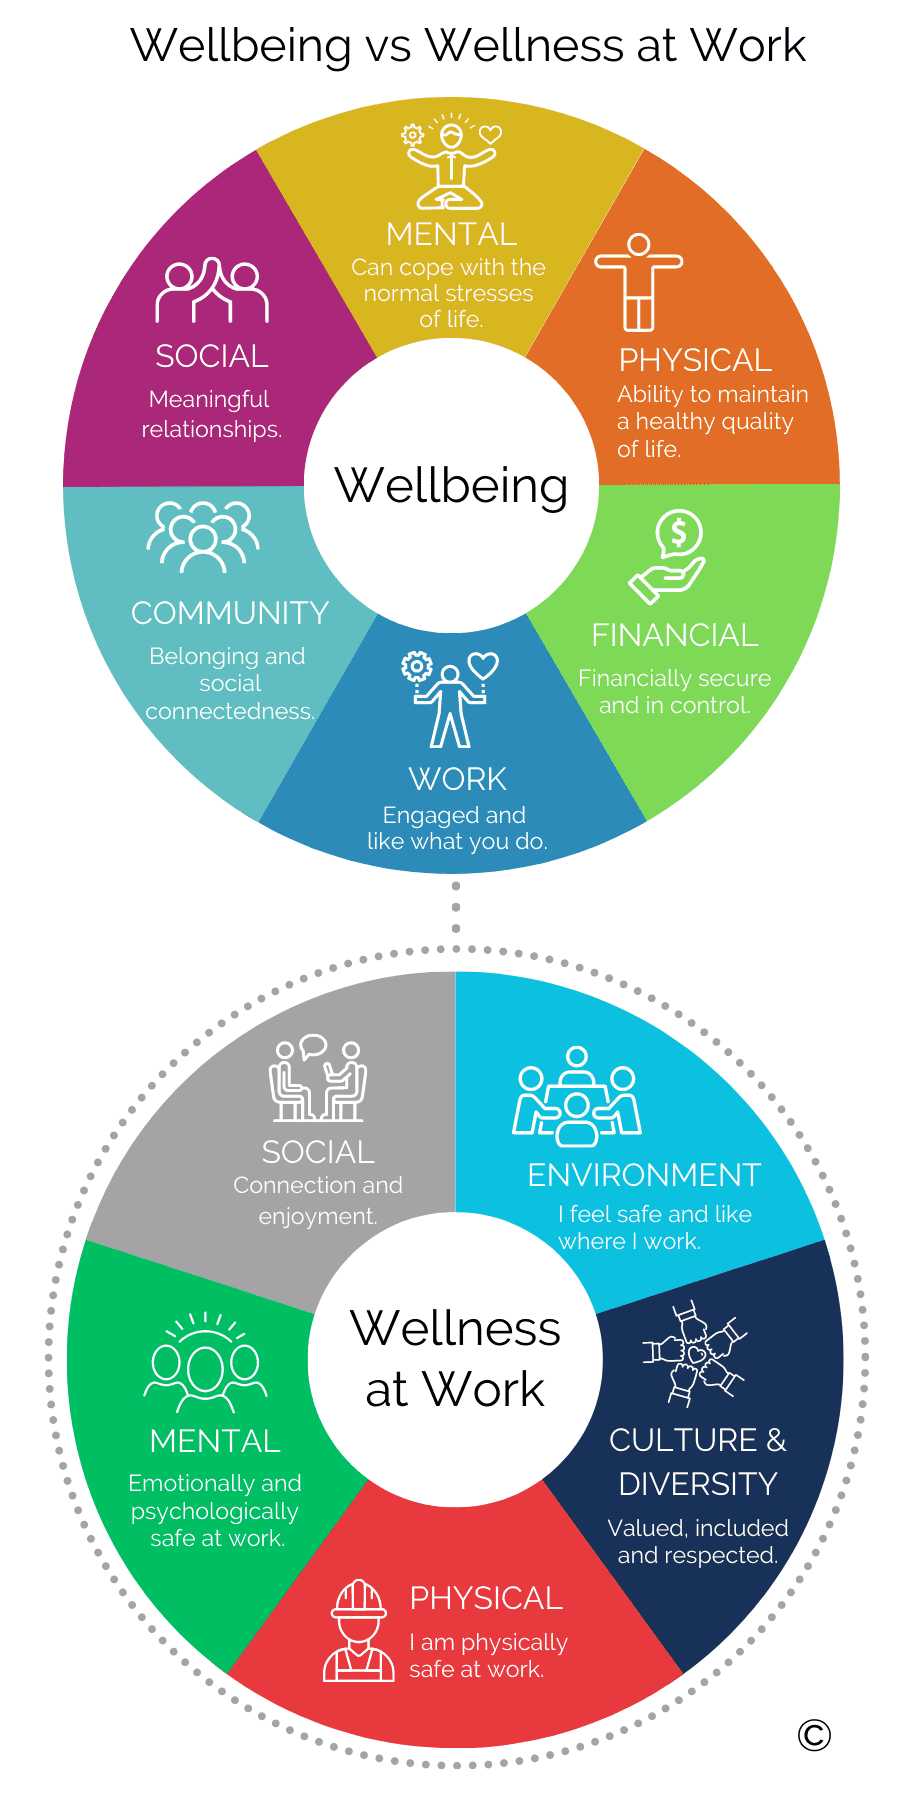 Wellbeing vs Wellness at Work
MENTAL
Can cope with the
normal stresses
of life.
PHYSICAL
Ability to maintain
a healthy quality
of life.
$
FINANCIAL
Financially secure
and in control.
WORK
Engaged and
like what you do.
COMMUNITY
Belonging and
social
connectedness.
SOCIAL
Meaningful
relationships.
Wellbeing
SOCIAL
Connection and
enjoyment.
ENVIRONMENT
I feel safe and like
where I work.
CULTURE &
DIVERSITY
Valued, included
and respected.
PHYSICAL
I am physically
safe at work.
MENTAL
Emotionally and
psychologically
safe at work.
Wellness
at Work
©